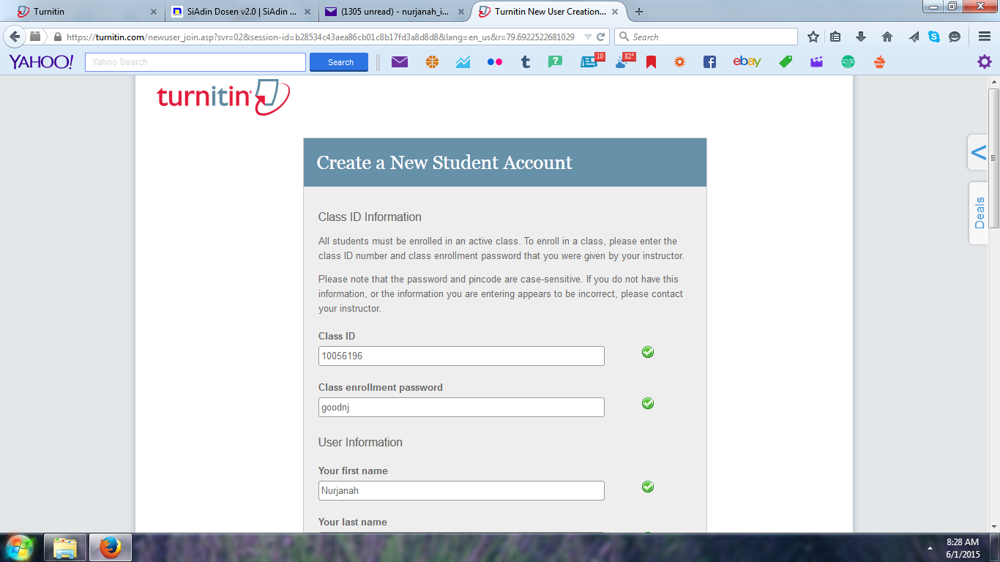 Turnitin
SiAdin Dosen v2.0 | SiAdin ...
(1305 unread) - nurjanah_i...
Turnitin New User Creation...
https://turnitin.com/newuser_join.asp?svr=02&session-id=b28534c43aea86cb01c8b17fd3a8d8d8&lang=en_us&r=79.6922522681029
Search
YAHOO!
Yahoo Search
Search
10
82°
ebay
turnitin
Create a New Student Account
Class ID Information
All students must be enrolled in an active class. To enroll in a class, please enter the
class ID number and class enrollment password that you were given by your instructor.
Please note that the password and pincode are case-sensitive. If you do not have this
information, or the information you are entering appears to be incorrect, please contact
your instructor.
Class ID
10056196
Class enrollment password
goodnj
User Information
Your first name
Nurjanah
Your last name
Deals
8:28 AM
6/1/2015